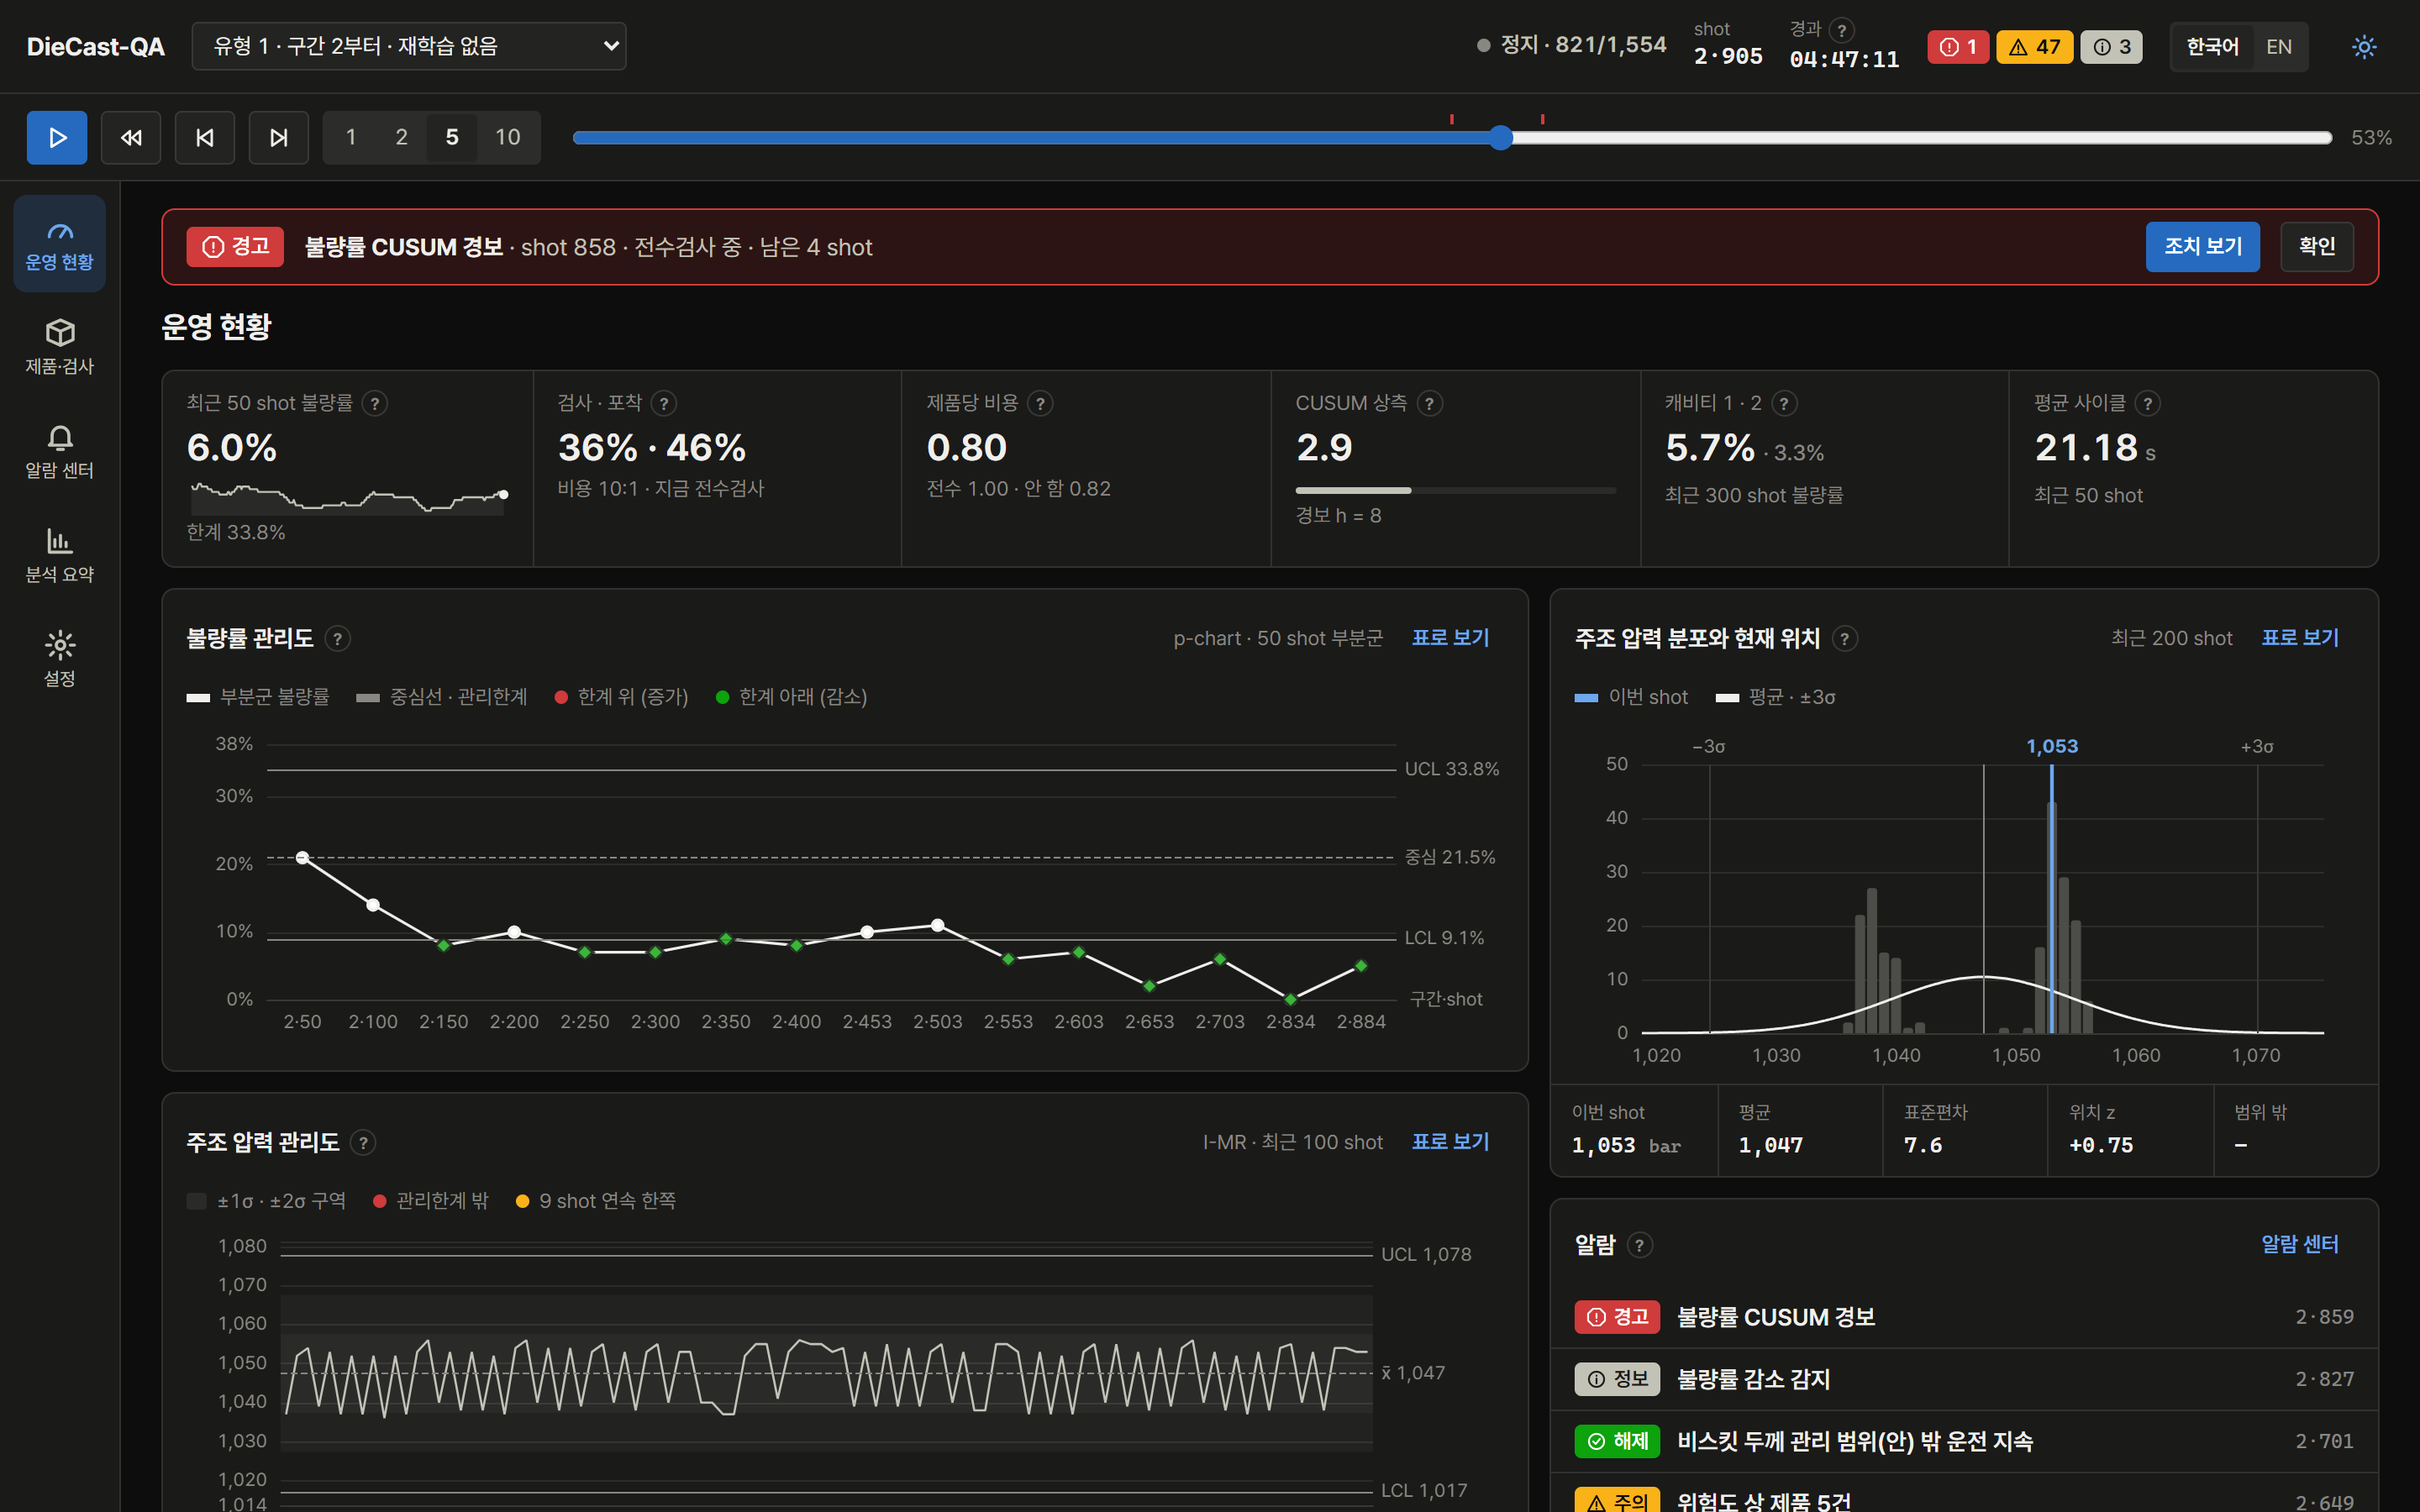 DieCast-QA
유형 1 · 구간 2부터 · 재학습 없음
정지 · 821/1,554
shot
2·905
경과 ?
04:47:11
1
47
3
한국어 EN
1 2 5 10
53%
운영 현황
제품·검사
알람 센터
분석 요약
설정
경고 불량률 CUSUM 경보 · shot 858 · 전수검사 중 · 남은 4 shot
조치 보기 확인
운영 현황
최근 50 shot 불량률 ?
6.0%
한계 33.8%
검사 · 포착 ?
36% · 46%
비용 10:1 · 지금 전수검사
제품당 비용 ?
0.80
전수 1.00 · 안 함 0.82
CUSUM 상측 ?
2.9
경보 h = 8
캐비티 1 · 2 ?
5.7% · 3.3%
최근 300 shot 불량률
평균 사이클 ?
21.18 s
최근 50 shot
불량률 관리도 ?
p-chart · 50 shot 부분군 표로 보기
부분군 불량률 중심선 · 관리한계 한계 위 (증가) 한계 아래 (감소)
38%
UCL 33.8%
30%
20%
중심 21.5%
10%
LCL 9.1%
0%
구간·shot
2·50 2·100 2·150 2·200 2·250 2·300 2·350 2·400 2·453 2·503 2·553 2·603 2·653 2·703 2·834 2·884
주조 압력 분포와 현재 위치 ?
최근 200 shot 표로 보기
이번 shot 평균 · ±3σ
−3σ 1,053 +3σ
50
40
30
20
10
0
1,020 1,030 1,040 1,050 1,060 1,070
이번 shot
1,053 bar
평균
1,047
표준편차
7.6
위치 z
+0.75
범위 밖
–
주조 압력 관리도 ?
I-MR · 최근 100 shot 표로 보기
±1σ · ±2σ 구역 관리한계 밖 9 shot 연속 한쪽
1,080
UCL 1,078
1,070
1,060
1,050
x̄ 1,047
1,040
1,030
1,020
LCL 1,017
1,014
알람 ?
알람 센터
경고 불량률 CUSUM 경보 2·859
정보 불량률 감소 감지 2·827
해제 비스킷 두께 관리 범위(안) 밖 운전 지속 2·701
주의 위험도 상 제품 5건 2·649